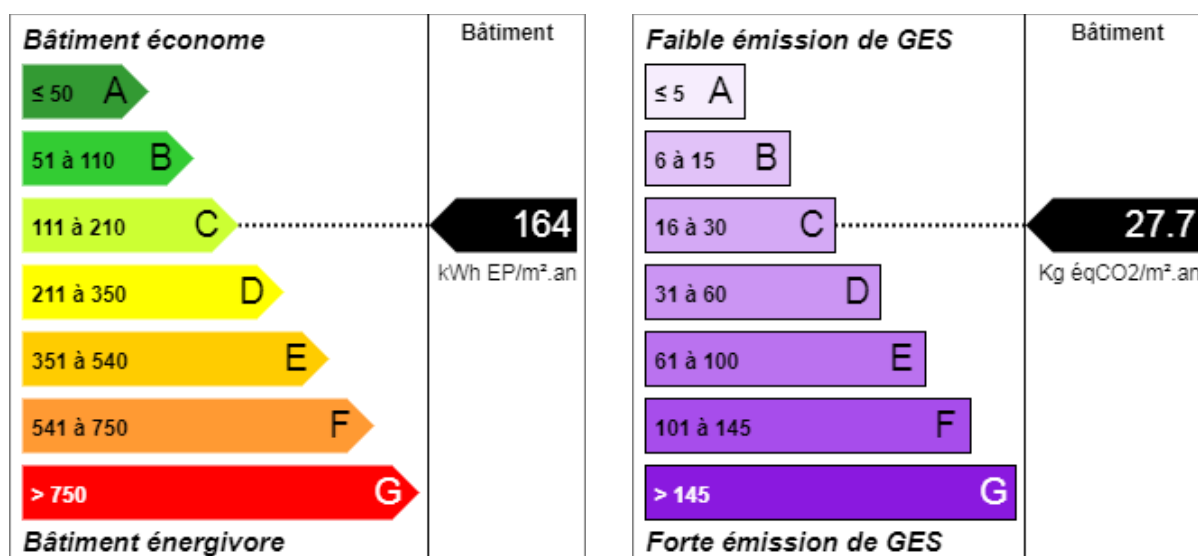 Bâtiment économe
Bâtiment
≤ 50 A
51 à 110 B
111 à 210 C
164
kWh EP/m².an
211 à 350 D
351 à 540 E
541 à 750 F
> 750 G
Bâtiment énergivore
Faible émission de GES
Bâtiment
≤ 5 A
6 à 15 B
16 à 30 C
27.7
Kg éqCO2/m².an
31 à 60 D
61 à 100 E
101 à 145 F
> 145 G
Forte émission de GES